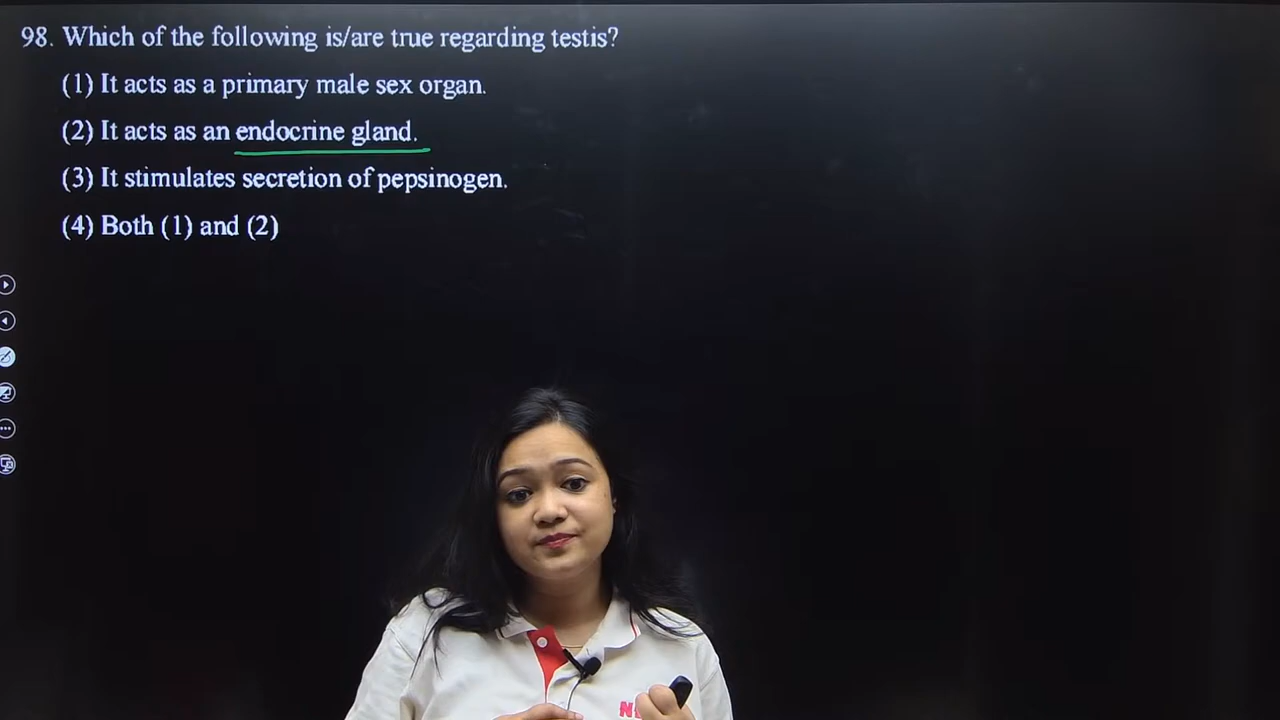 98. Which of the following is/are true regarding testis?
(1) It acts as a primary male sex organ.
(2) It acts as an endocrine gland.
(3) It stimulates secretion of pepsinogen.
(4) Both (1) and (2)